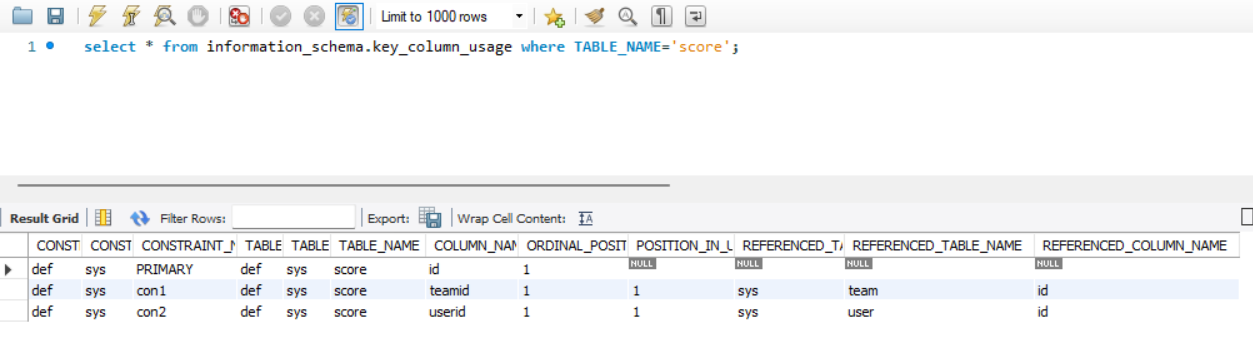 Limit to 1000 rows
1 select * from information_schema.key_column_usage where TABLE_NAME='score';
Result Grid Filter Rows: Export: Wrap Cell Content: IA
CONST CONST CONSTRAINT_N TABLE TABLE TABLE_NAME COLUMN_NAM ORDINAL_POSIT POSITION_IN_U REFERENCED_TA REFERENCED_TABLE_NAME REFERENCED_COLUMN_NAME
def sys PRIMARY def sys score id 1 NULL NULL NULL NULL
def sys con1 def sys score teamid 1 1 sys team id
def sys con2 def sys score userid 1 1 sys user id